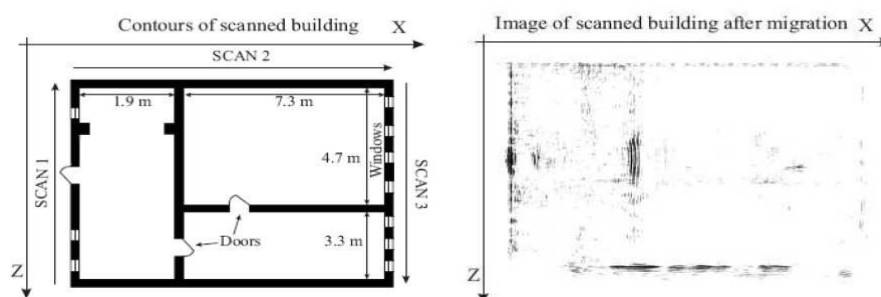 Contours of scanned building
X
SCAN 2
1.9 m
7.3 m
SCAN 1
4.7 m
Windows
SCAN 3
Doors
3.3 m
Z
Image of scanned building after migration
X
Z